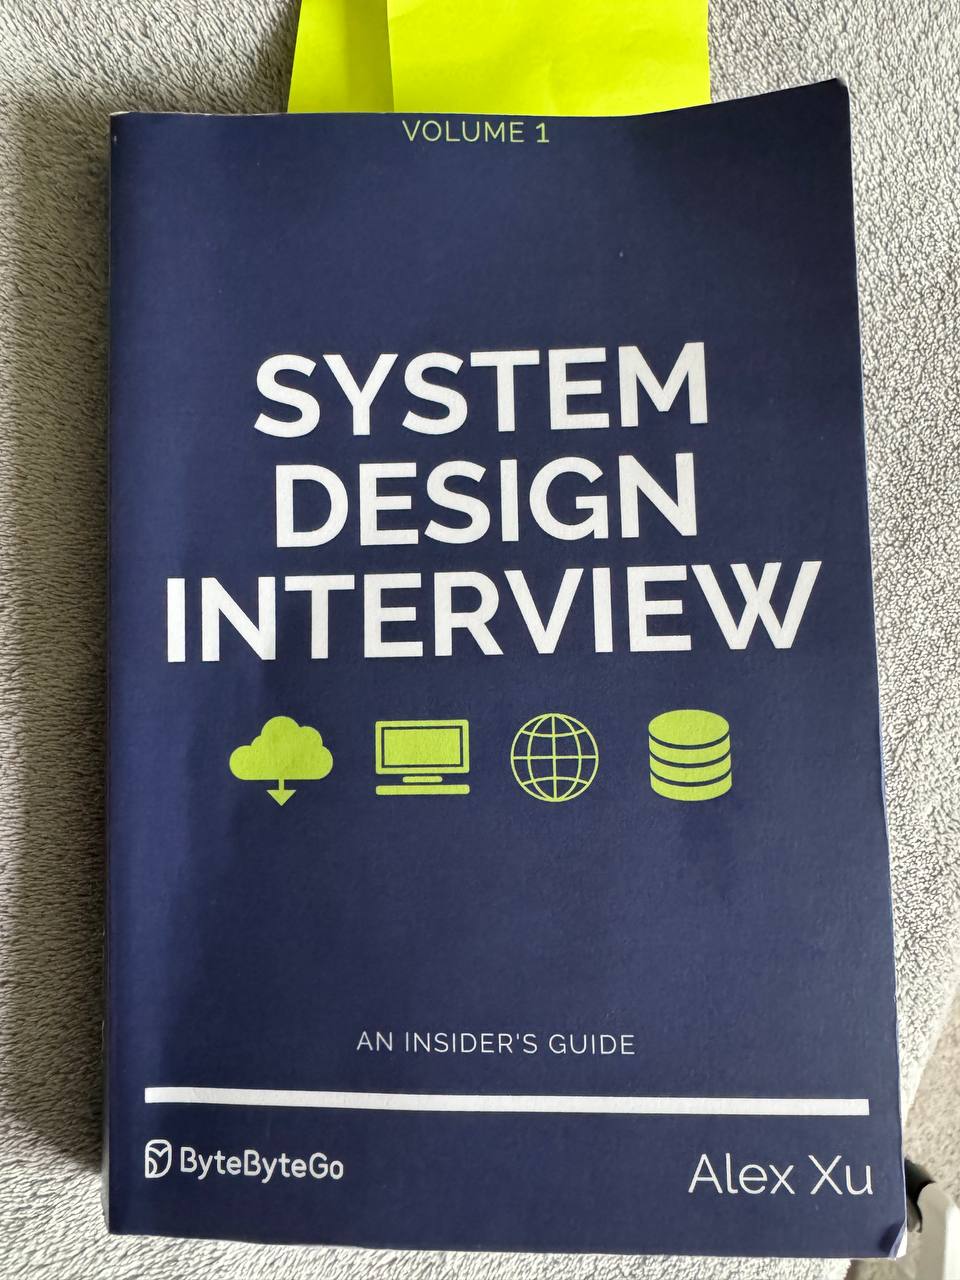 VOLUME 1
SYSTEM
DESIGN
INTERVIEW
AN INSIDER'S GUIDE
ByteByteGo
Alex Xu